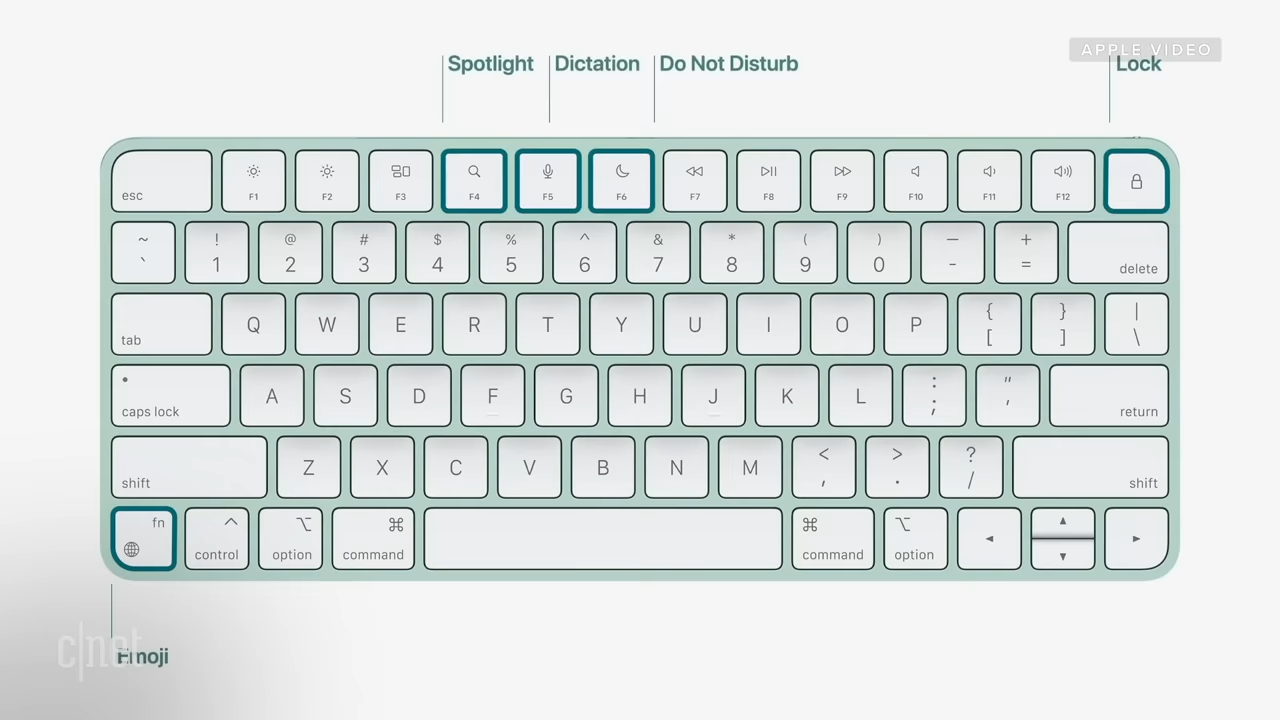 APPLE VIDEO
Spotlight Dictation Do Not Disturb Lock
esc F1 F2 F3 F4 F5 F6 F7 F8 F9 F10 F11 F12
~ ! @ # $ % ^ & * ( ) — +
` 1 2 3 4 5 6 7 8 9 0 - = delete
tab Q W E R T Y U I O P { [ } ] | \
caps lock A S D F G H J K L : ; " ' return
shift Z X C V B N M < , > . ? / shift
fn control option command command option
c|net
Emoji